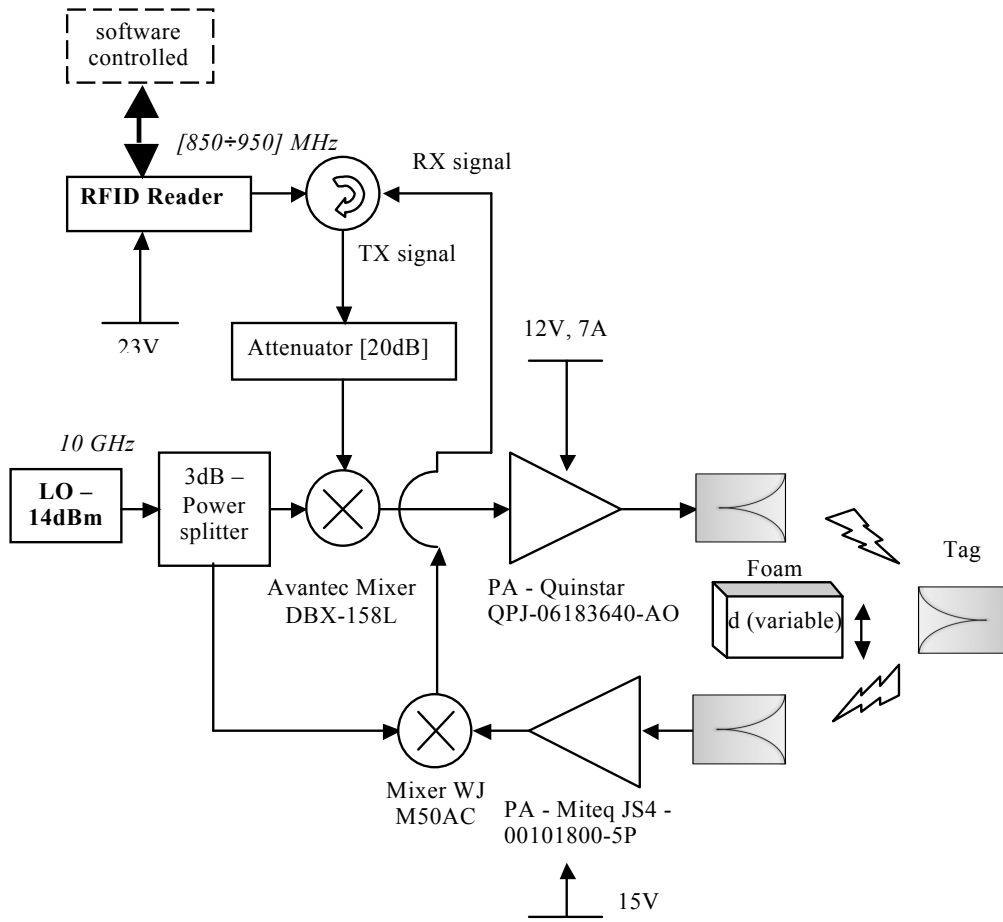 software
controlled
[850÷950] MHz
RX signal
RFID Reader
TX signal
23V
Attenuator [20dB]
12V, 7A
10 GHz
LO –
14dBm
3dB –
Power
splitter
Avantec Mixer
DBX-158L
PA - Quinstar
QPJ-06183640-AO
Foam
d (variable)
Tag
Mixer WJ
M50AC
PA - Miteq JS4 -
00101800-5P
15V